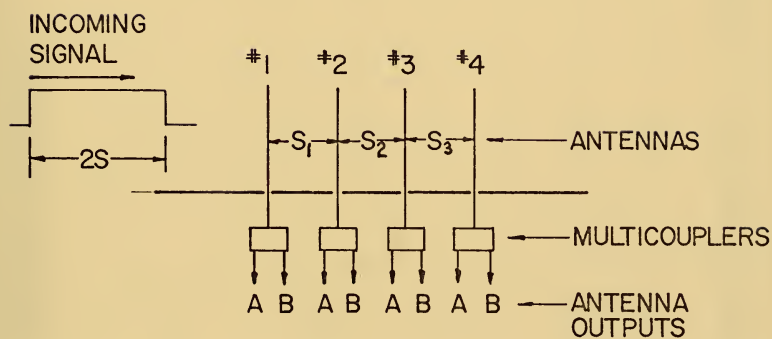 INCOMING
SIGNAL
#1 #2 #3 #4
S1 S2 S3
ANTENNAS
2S
MULTICOUPLERS
A B A B A B A B
ANTENNA
OUTPUTS